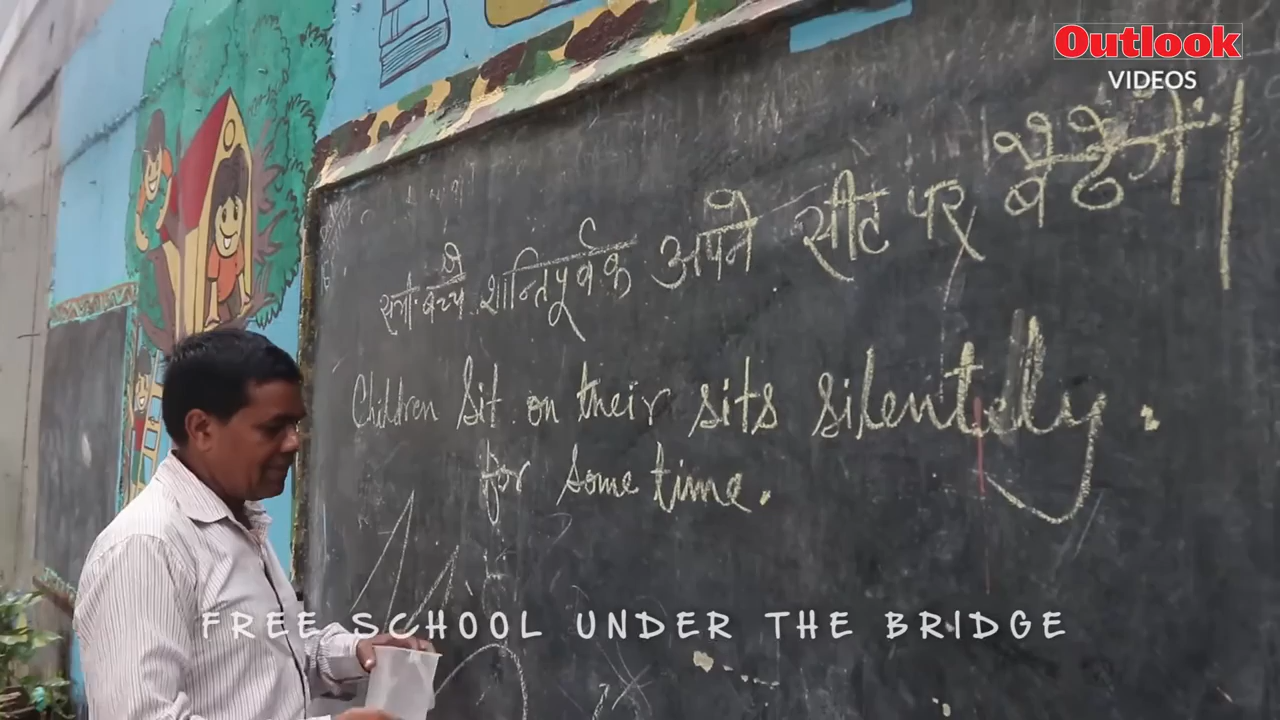 Outlook
VIDEOS
सभी बच्चे शान्तिपूर्वक अपने सीट पर बैठेगें।
Children sit on their sits silentely.
for some time.
FREE SCHOOL UNDER THE BRIDGE